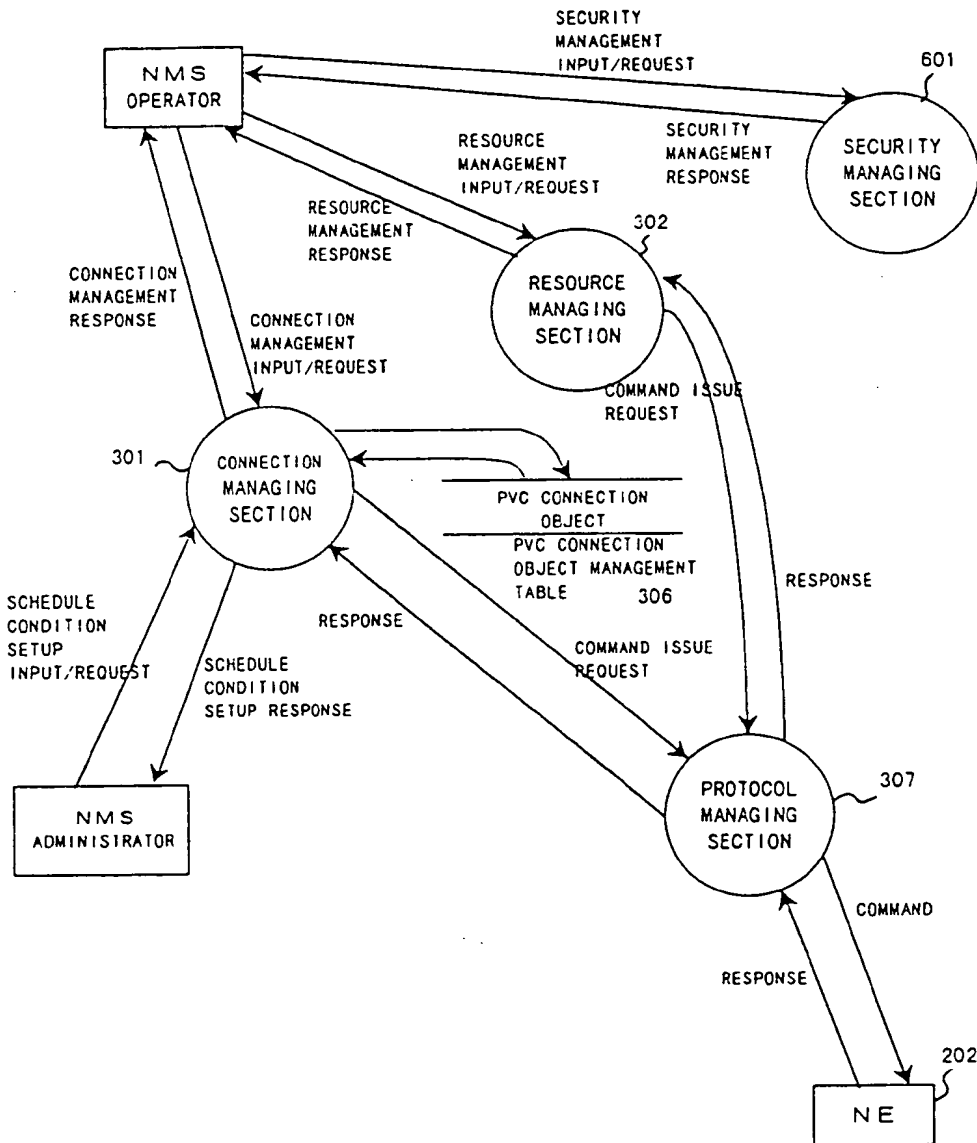 SECURITY
MANAGEMENT
INPUT/REQUEST
601
NMS
OPERATOR
SECURITY
MANAGEMENT
RESPONSE
SECURITY
MANAGING
SECTION
RESOURCE
MANAGEMENT
INPUT/REQUEST
RESOURCE
MANAGEMENT
RESPONSE
302
RESOURCE
MANAGING
SECTION
CONNECTION
MANAGEMENT
RESPONSE
CONNECTION
MANAGEMENT
INPUT/REQUEST
COMMAND ISSUE
REQUEST
301
CONNECTION
MANAGING
SECTION
PVC CONNECTION
OBJECT
PVC CONNECTION
OBJECT MANAGEMENT
TABLE
306
RESPONSE
RESPONSE
SCHEDULE
CONDITION
SETUP
INPUT/REQUEST
SCHEDULE
CONDITION
SETUP RESPONSE
COMMAND ISSUE
REQUEST
NMS
ADMINISTRATOR
PROTOCOL
MANAGING
SECTION
307
COMMAND
RESPONSE
202
NE